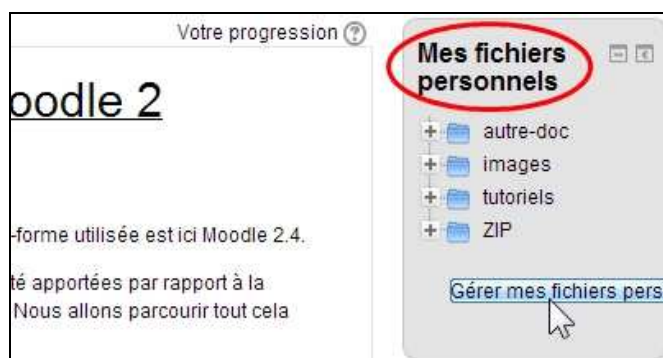 Votre progression
oodle 2
-forme utilisée est ici Moodle 2.4.
té apportées par rapport à la
Nous allons parcourir tout cela
Mes fichiers
personnels
autre-doc
images
tutoriels
ZIP
Gérer mes fichiers pers